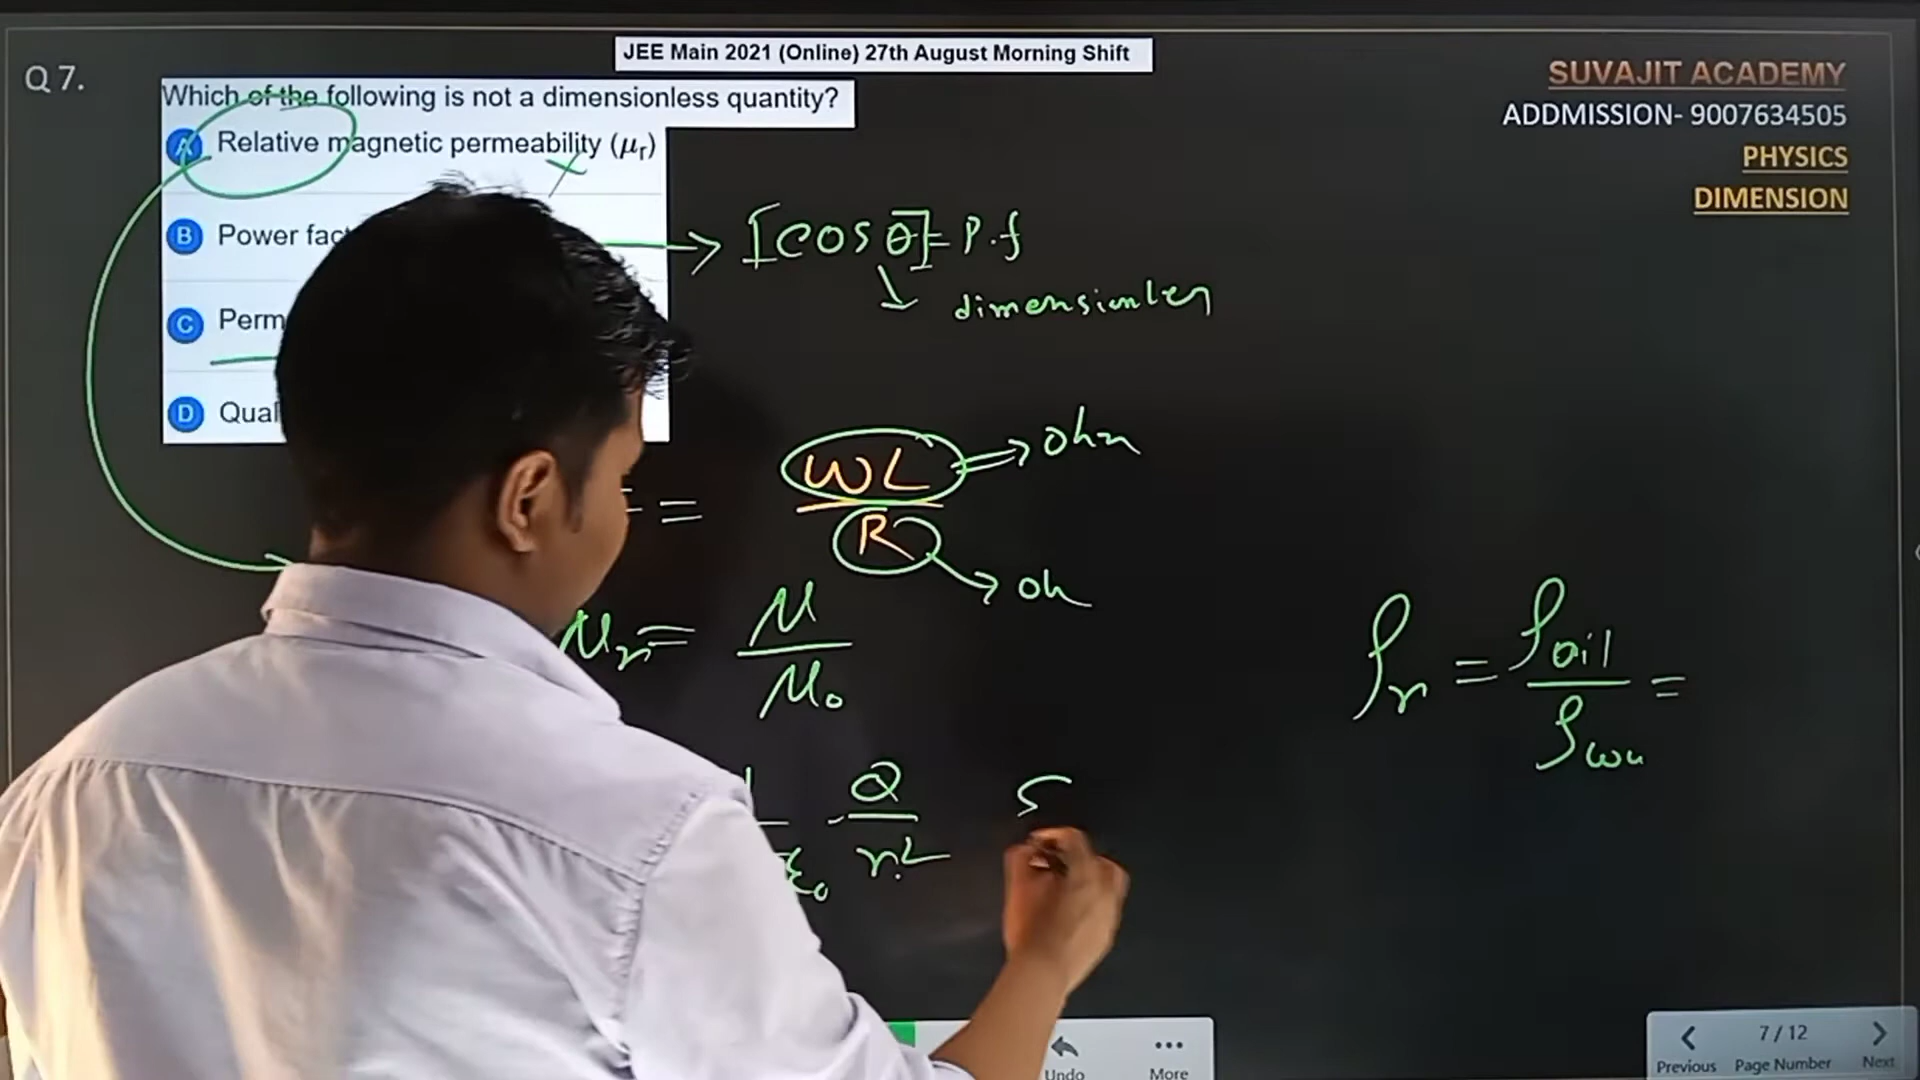 JEE Main 2021 (Online) 27th August Morning Shift
Q 7.
SUVAJIT ACADEMY
ADDMISSION- 9007634505
PHYSICS
DIMENSION
Which of the following is not a dimensionless quantity?
A Relative magnetic permeability (μr)
B Power fac
C Perm
D Qual
[cos θ] = P.f
dimensionles
= WL / R
ohm
oh
μr = μ / μ0
ρr = ρoil / ρwa =
Q / r²
ε0
7 / 12
Previous Page Number Next
Undo More